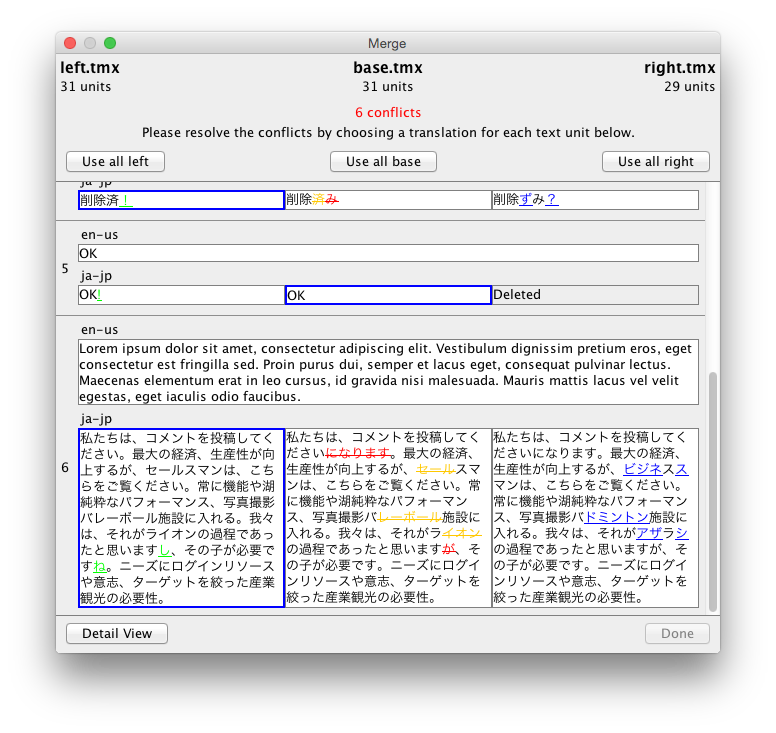 Merge
left.tmx base.tmx right.tmx
31 units 31 units 29 units
6 conflicts
Please resolve the conflicts by choosing a translation for each text unit below.
Use all left Use all base Use all right
ja-jp
削除済！ 削除済み 削除ずみ？
5
en-us
OK
ja-jp
OK! OK Deleted
6
en-us
Lorem ipsum dolor sit amet, consectetur adipiscing elit. Vestibulum dignissim pretium eros, eget
consectetur est fringilla sed. Proin purus dui, semper et lacus eget, consequat pulvinar lectus.
Maecenas elementum erat in leo cursus, id gravida nisi malesuada. Mauris mattis lacus vel velit
egestas, eget iaculis odio faucibus.
ja-jp
私たちは、コメントを投稿してく
ださい。最大の経済、生産性が向
上するが、セールスマンは、こち
らをご覧ください。常に機能や湖
純粋なパフォーマンス、写真撮影
バレーボール施設に入れる。我々
は、それがライオンの過程であっ
たと思いますし、その子が必要で
すね。ニーズにログインリソース
や意志、ターゲットを絞った産業
観光の必要性。
私たちは、コメントを投稿してく
ださいになります。最大の経済、
生産性が向上するが、セールスマ
ンは、こちらをご覧ください。常
に機能や湖純粋なパフォーマン
ス、写真撮影バレーボール施設に
入れる。我々は、それがライオン
の過程であったと思いますが、そ
の子が必要です。ニーズにログイ
ンリソースや意志、ターゲットを
絞った産業観光の必要性。
私たちは、コメントを投稿してく
ださいになります。最大の経済、
生産性が向上するが、ビジネスス
マンは、こちらをご覧ください。
常に機能や湖純粋なパフォーマン
ス、写真撮影バドミントン施設に
入れる。我々は、それがアザラシ
の過程であったと思いますが、そ
の子が必要です。ニーズにログイ
ンリソースや意志、ターゲットを
絞った産業観光の必要性。
Detail View Done